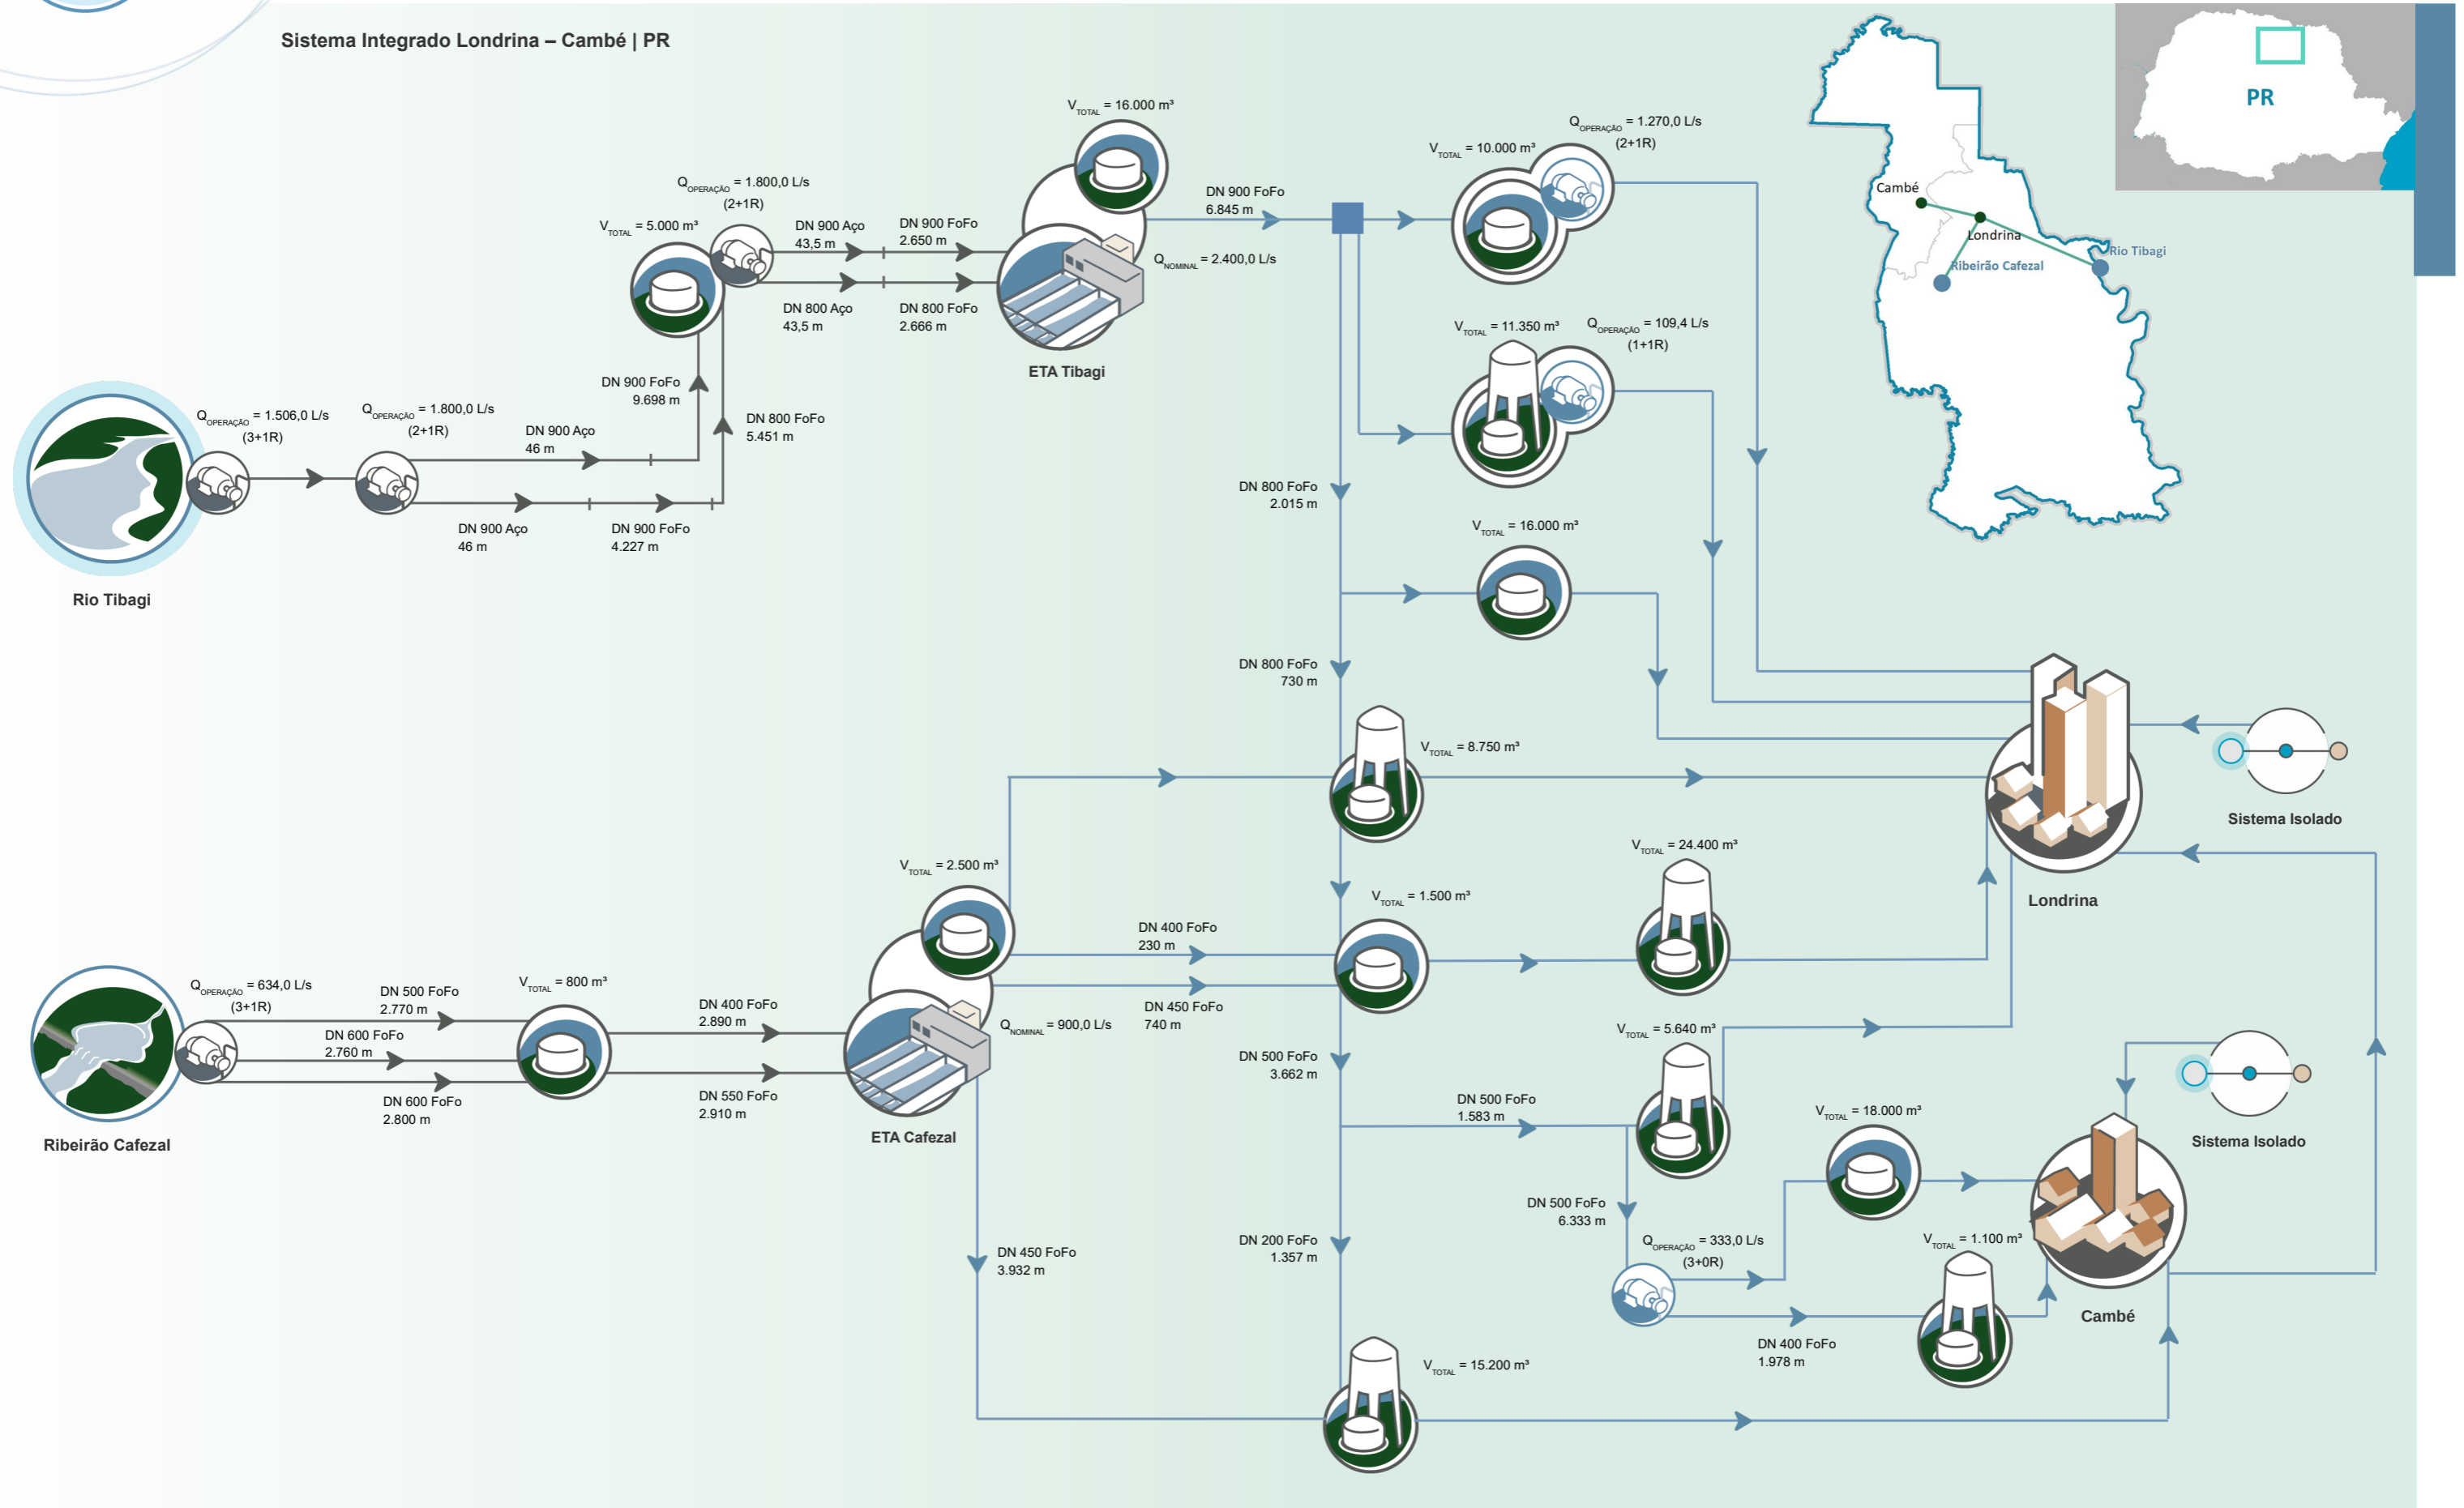 Sistema Integrado Londrina – Cambé | PR
PR
Cambé
Londrina
Ribeirão Cafezal
Rio Tibagi
VTOTAL = 16.000 m³
QOPERAÇÃO = 1.800,0 L/s
(2+1R)
VTOTAL = 5.000 m³
DN 900 Aço
43,5 m
DN 900 FoFo
2.650 m
DN 800 Aço
43,5 m
DN 800 FoFo
2.666 m
QNOMINAL = 2.400,0 L/s
ETA Tibagi
DN 900 FoFo
6.845 m
VTOTAL = 10.000 m³
QOPERAÇÃO = 1.270,0 L/s
(2+1R)
VTOTAL = 11.350 m³
QOPERAÇÃO = 109,4 L/s
(1+1R)
QOPERAÇÃO = 1.506,0 L/s
(3+1R)
QOPERAÇÃO = 1.800,0 L/s
(2+1R)
DN 900 FoFo
9.698 m
DN 800 FoFo
5.451 m
DN 900 Aço
46 m
DN 900 Aço
46 m
DN 900 FoFo
4.227 m
Rio Tibagi
DN 800 FoFo
2.015 m
VTOTAL = 16.000 m³
DN 800 FoFo
730 m
VTOTAL = 8.750 m³
Sistema Isolado
Londrina
VTOTAL = 24.400 m³
VTOTAL = 2.500 m³
VTOTAL = 1.500 m³
DN 400 FoFo
230 m
DN 450 FoFo
740 m
QOPERAÇÃO = 634,0 L/s
(3+1R)
DN 500 FoFo
2.770 m
DN 600 FoFo
2.760 m
DN 600 FoFo
2.800 m
VTOTAL = 800 m³
DN 400 FoFo
2.890 m
DN 550 FoFo
2.910 m
QNOMINAL = 900,0 L/s
ETA Cafezal
Ribeirão Cafezal
DN 500 FoFo
3.662 m
VTOTAL = 5.640 m³
DN 500 FoFo
1.583 m
VTOTAL = 18.000 m³
Sistema Isolado
DN 500 FoFo
6.333 m
QOPERAÇÃO = 333,0 L/s
(3+0R)
VTOTAL = 1.100 m³
Cambé
DN 450 FoFo
3.932 m
DN 200 FoFo
1.357 m
DN 400 FoFo
1.978 m
VTOTAL = 15.200 m³